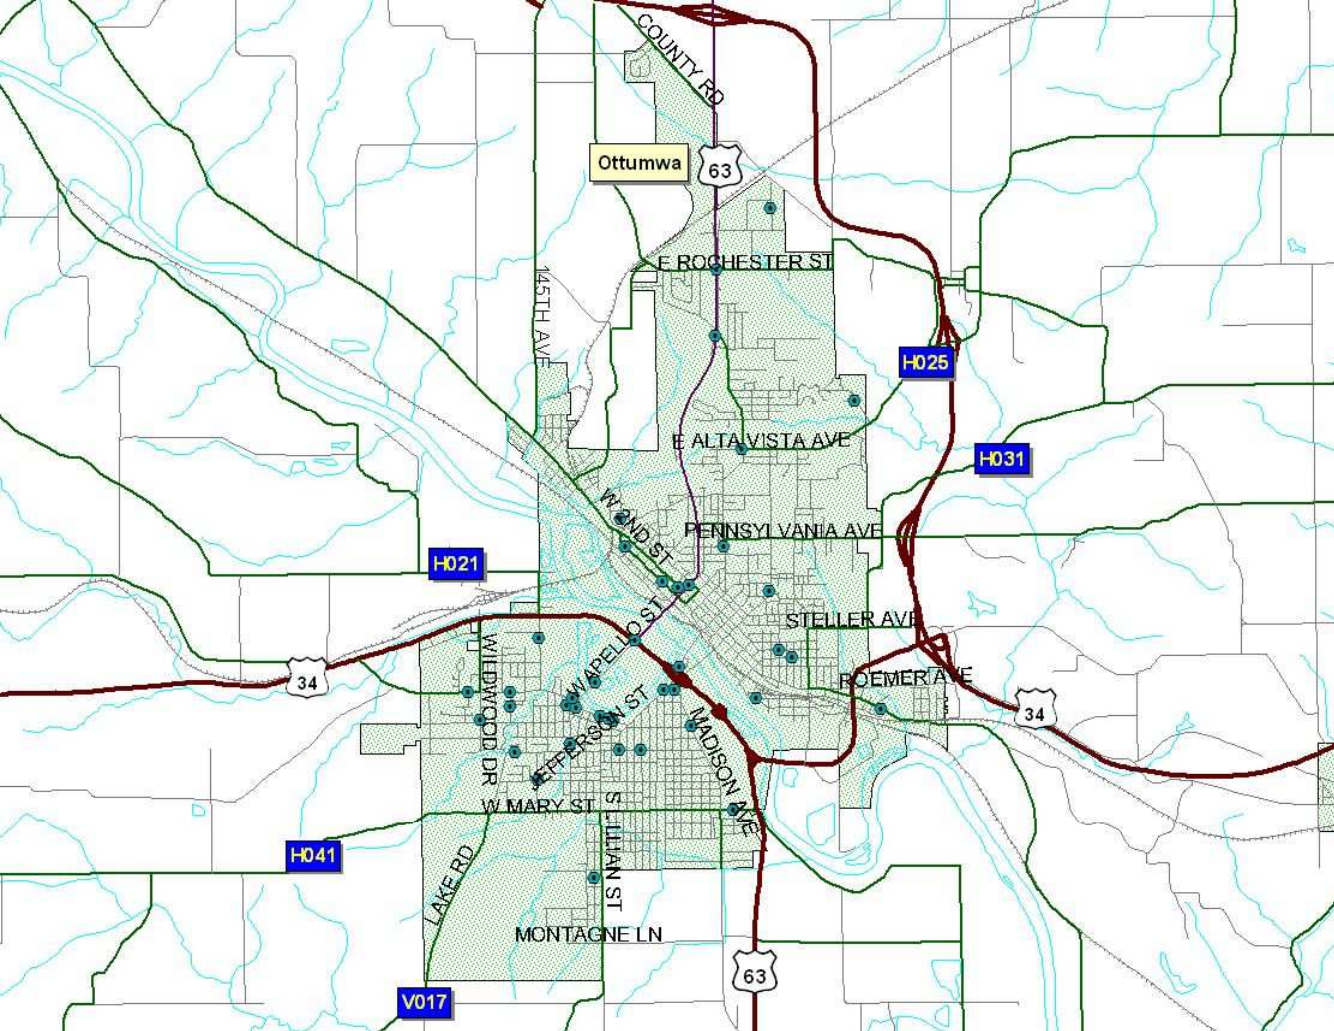 COUNTY RD
Ottumwa
63
E ROCHESTER ST
145TH AVE
H025
E ALTA VISTA AVE
H031
W 2ND ST
PENNSYLVANIA AVE
H021
STELLER AVE
WAPELLO ST
WILDWOOD DR
34
ROEMER AVE
34
JEFFERSON ST
MADISON AVE
W MARY ST
S LILLIAN ST
H041
LAKE RD
MONTAGNE LN
63
V017